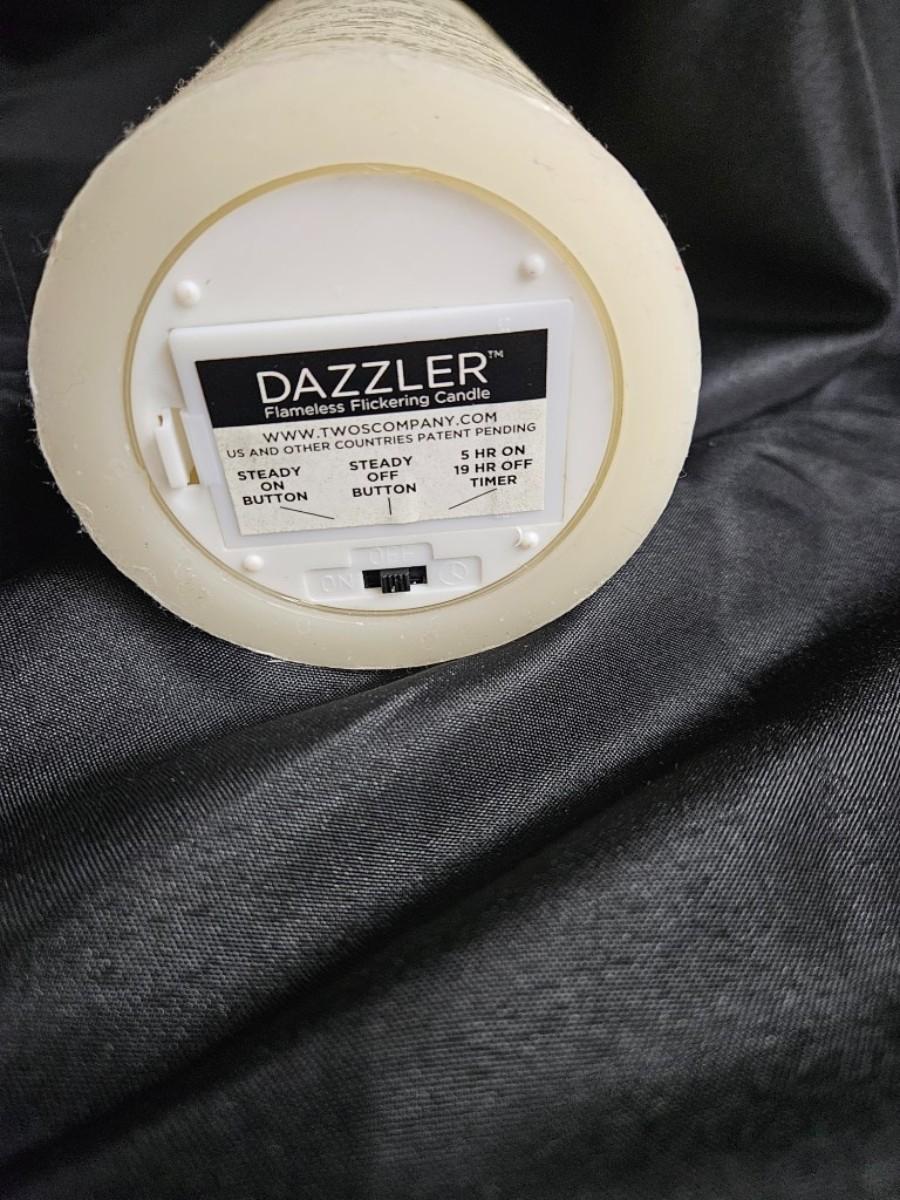 DAZZLER™
Flameless Flickering Candle
WWW.TWOSCOMPANY.COM
US AND OTHER COUNTRIES PATENT PENDING
STEADY
ON
BUTTON
STEADY
OFF
BUTTON
5 HR ON
19 HR OFF
TIMER
OFF
ON